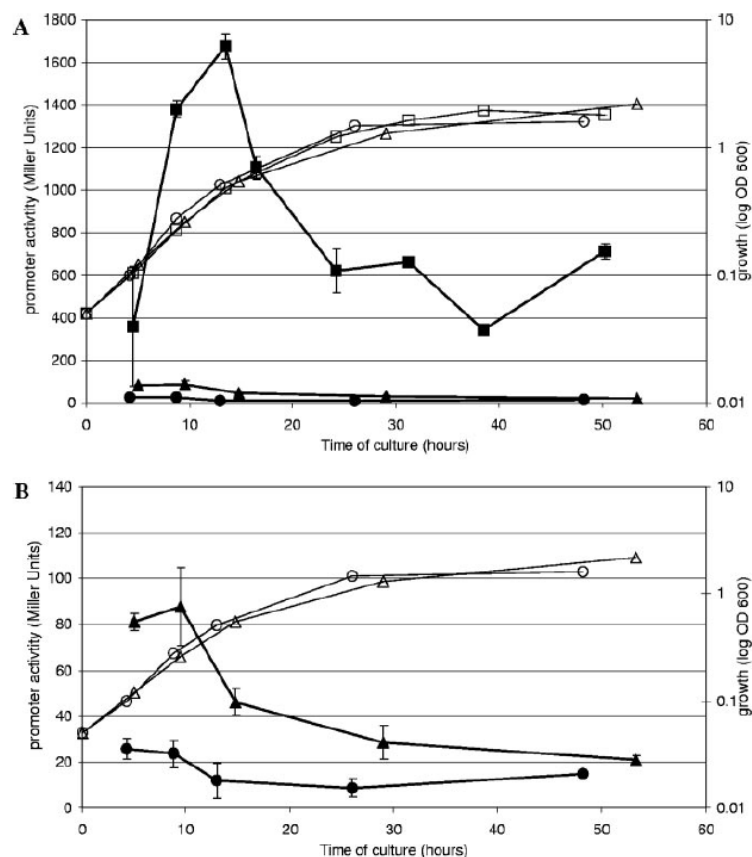 A
1800
1600
1400
1200
1000
800
600
400
200
0
promoter activtity (Miller Units)
10
1
0.1
0.01
growth (log OD 600)
0 10 20 30 40 50 60
Time of culture (hours)
B
140
120
100
80
60
40
20
0
promoter activrity (Miller Units)
10
1
0.1
0.01
growth (log OD 600)
0 10 20 30 40 50 60
Time of culture (hours)